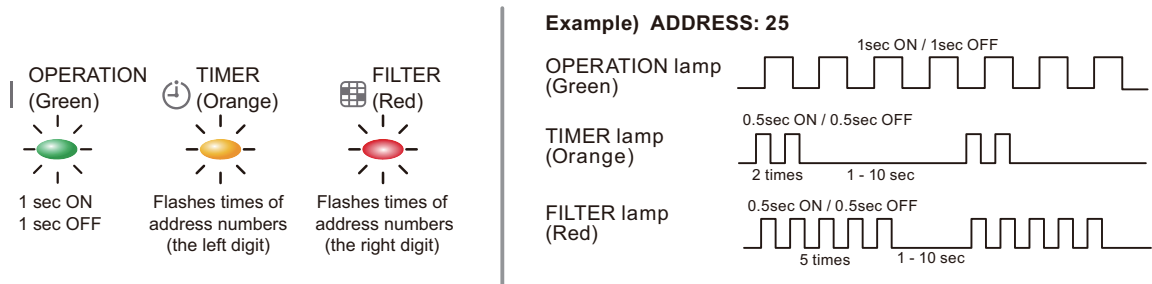 OPERATION
(Green)
1 sec ON
1 sec OFF
TIMER
(Orange)
Flashes times of
address numbers
(the left digit)
FILTER
(Red)
Flashes times of
address numbers
(the right digit)
Example) ADDRESS: 25
1sec ON / 1sec OFF
OPERATION lamp
(Green)
0.5sec ON / 0.5sec OFF
TIMER lamp
(Orange)
2 times 1 - 10 sec
0.5sec ON / 0.5sec OFF
FILTER lamp
(Red)
5 times 1 - 10 sec